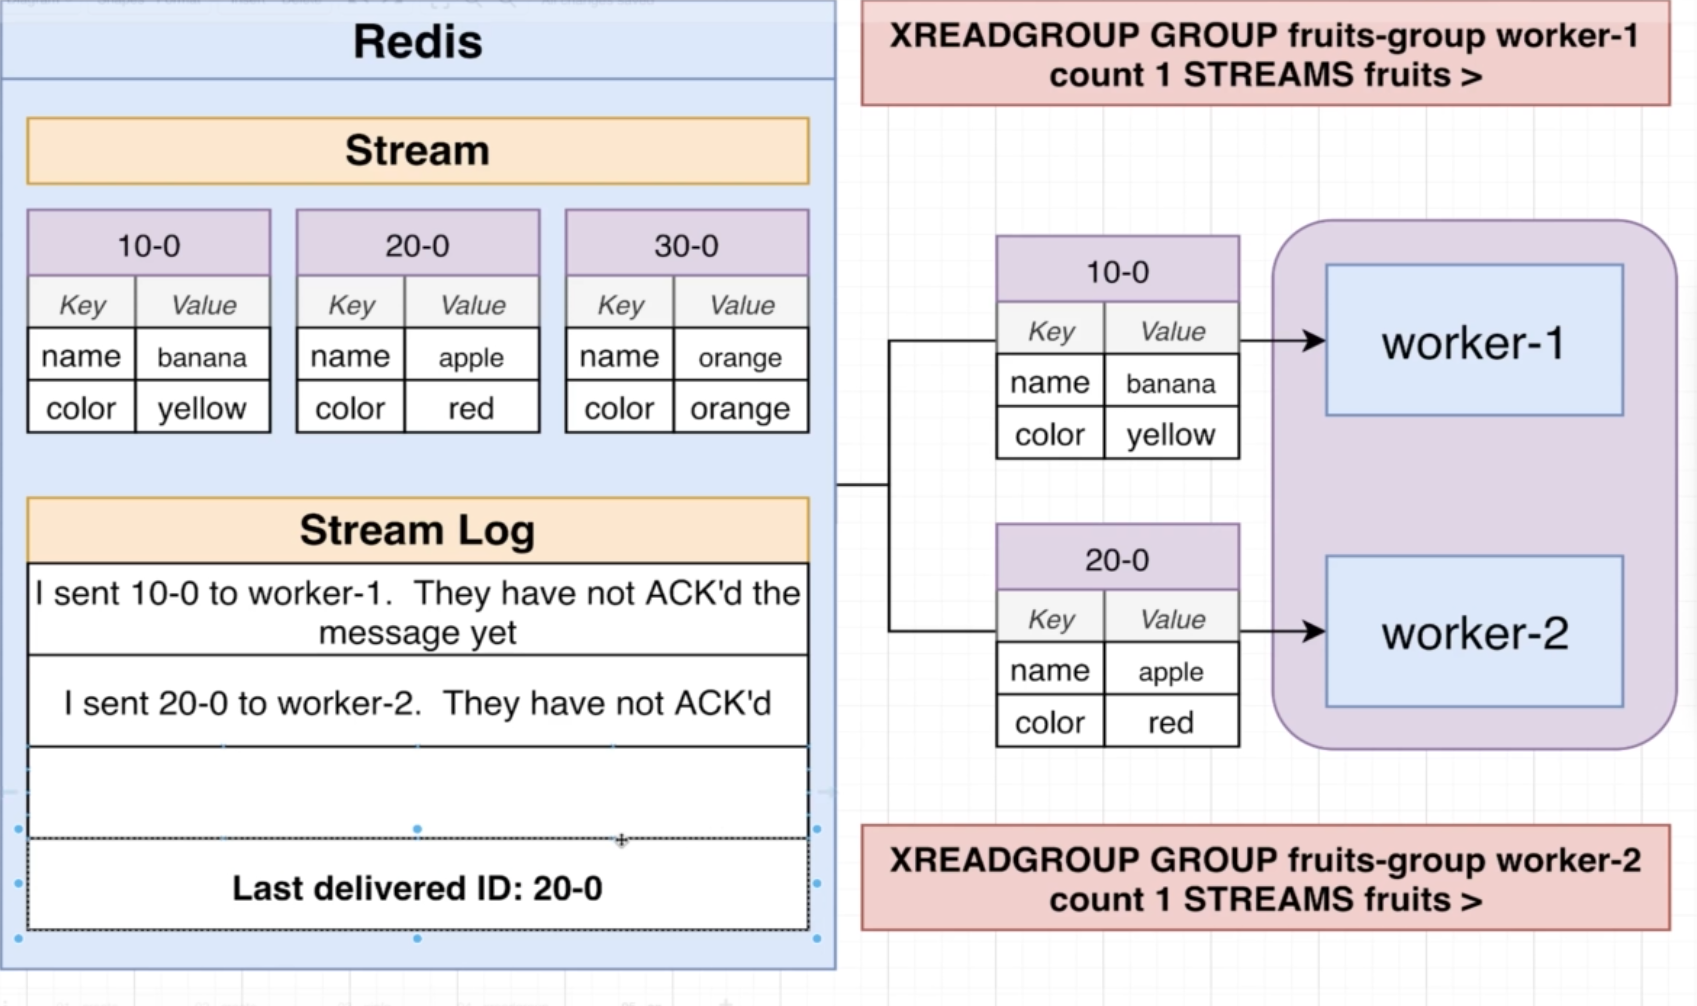 Redis
Stream
10-0 20-0 30-0
Key Value Key Value Key Value
name banana name apple name orange
color yellow color red color orange
Stream Log
I sent 10-0 to worker-1. They have not ACK'd the
message yet
I sent 20-0 to worker-2. They have not ACK'd
Last delivered ID: 20-0
XREADGROUP GROUP fruits-group worker-1
count 1 STREAMS fruits >
10-0
Key Value
name banana
color yellow
worker-1
20-0
Key Value
name apple
color red
worker-2
XREADGROUP GROUP fruits-group worker-2
count 1 STREAMS fruits >